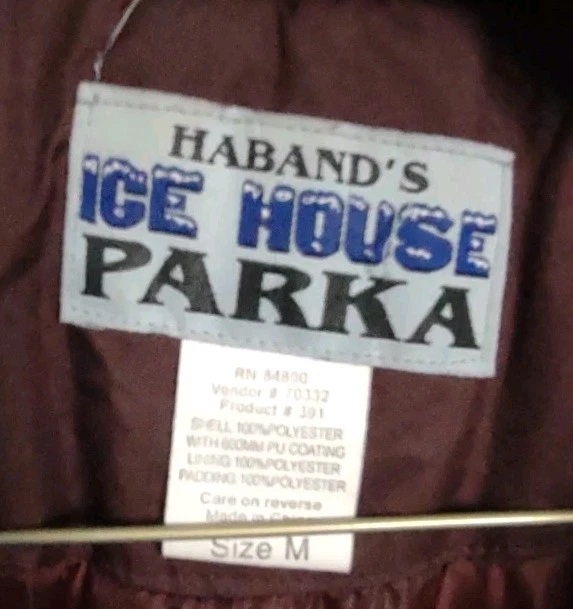 HABAND'S
ICE HOUSE
PARKA
RN 84890
Vendor # 70332
Product # 391
SHELL 100%POLYESTER
WITH 600MM PU COATING
LINING 100%POLYESTER
PADDING 100%POLYESTER
Care on reverse
Made in China
Size M